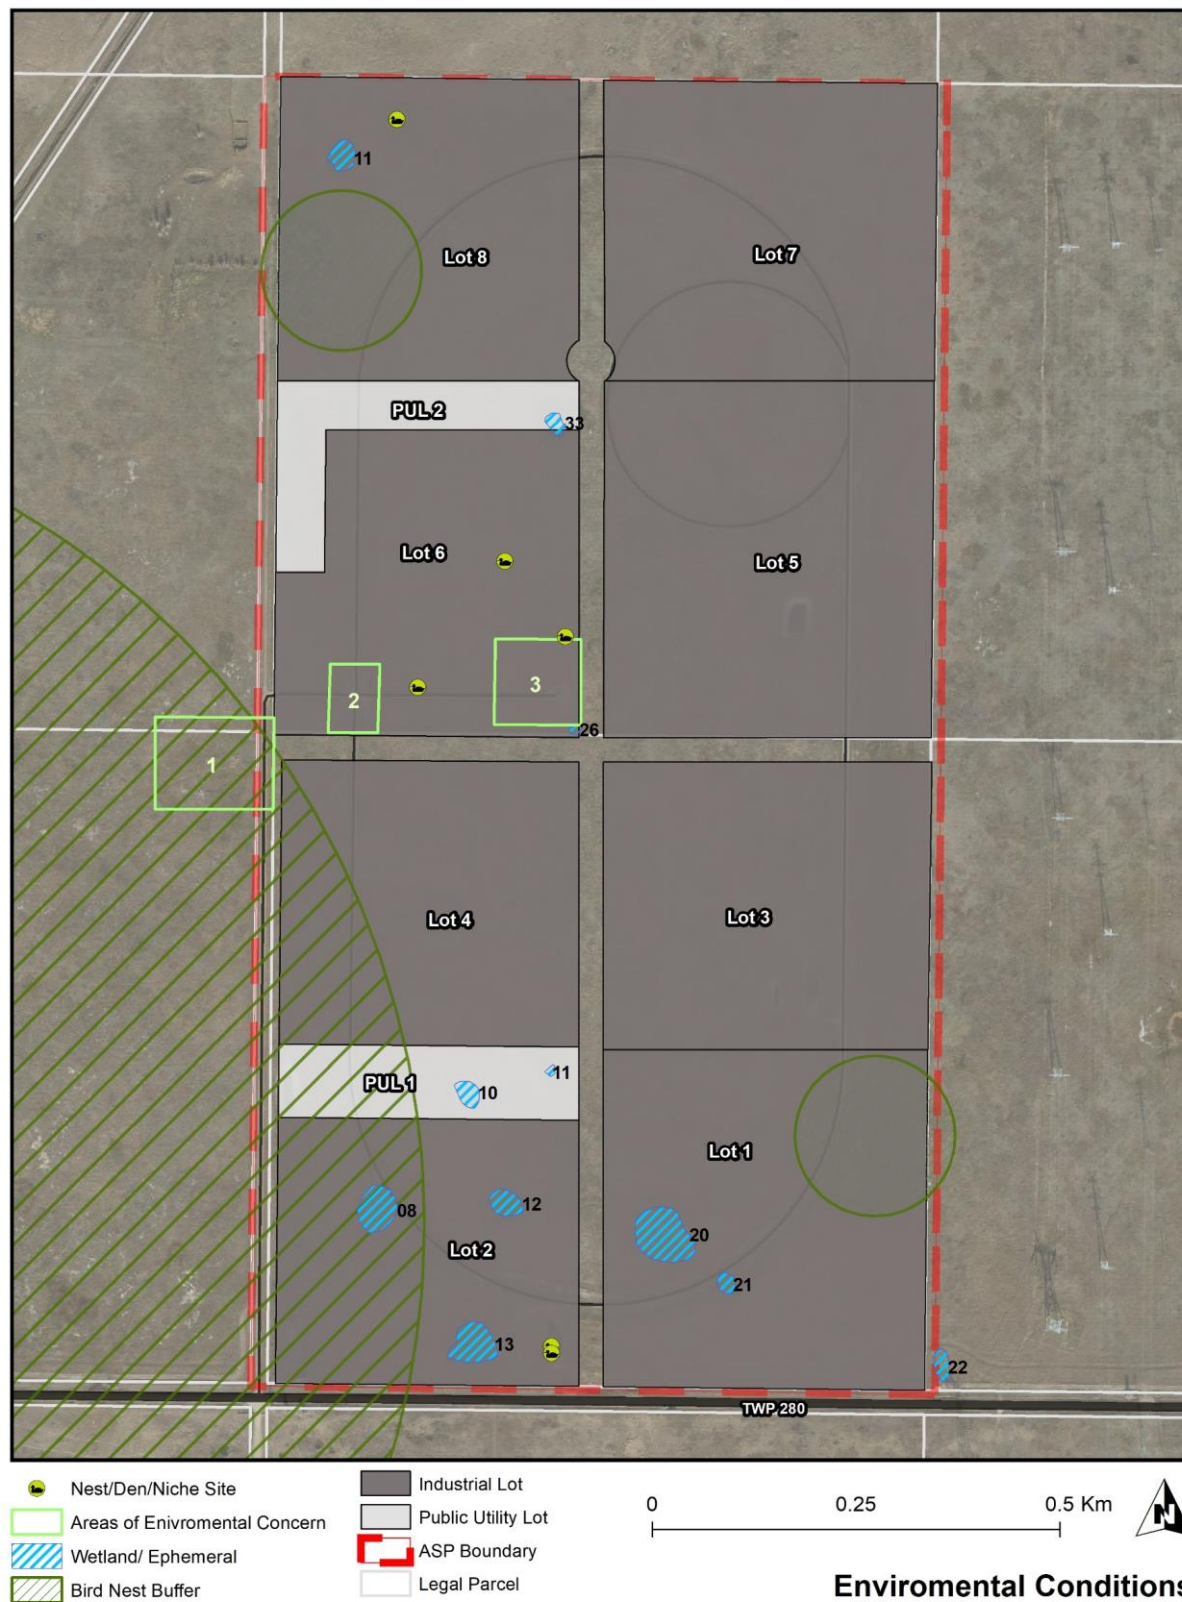 11
Lot 8
Lot 7
PUL 2
33
Lot 6
Lot 5
2
3
26
1
Lot 4
Lot 3
11
PUL 1
10
Lot 1
08
12
20
Lot 2
21
13
22
TWP 280
Nest/Den/Niche Site
Areas of Enviromental Concern
Wetland/ Ephemeral
Bird Nest Buffer
Industrial Lot
Public Utility Lot
ASP Boundary
Legal Parcel
0 0.25 0.5 Km
N
Enviromental Conditions